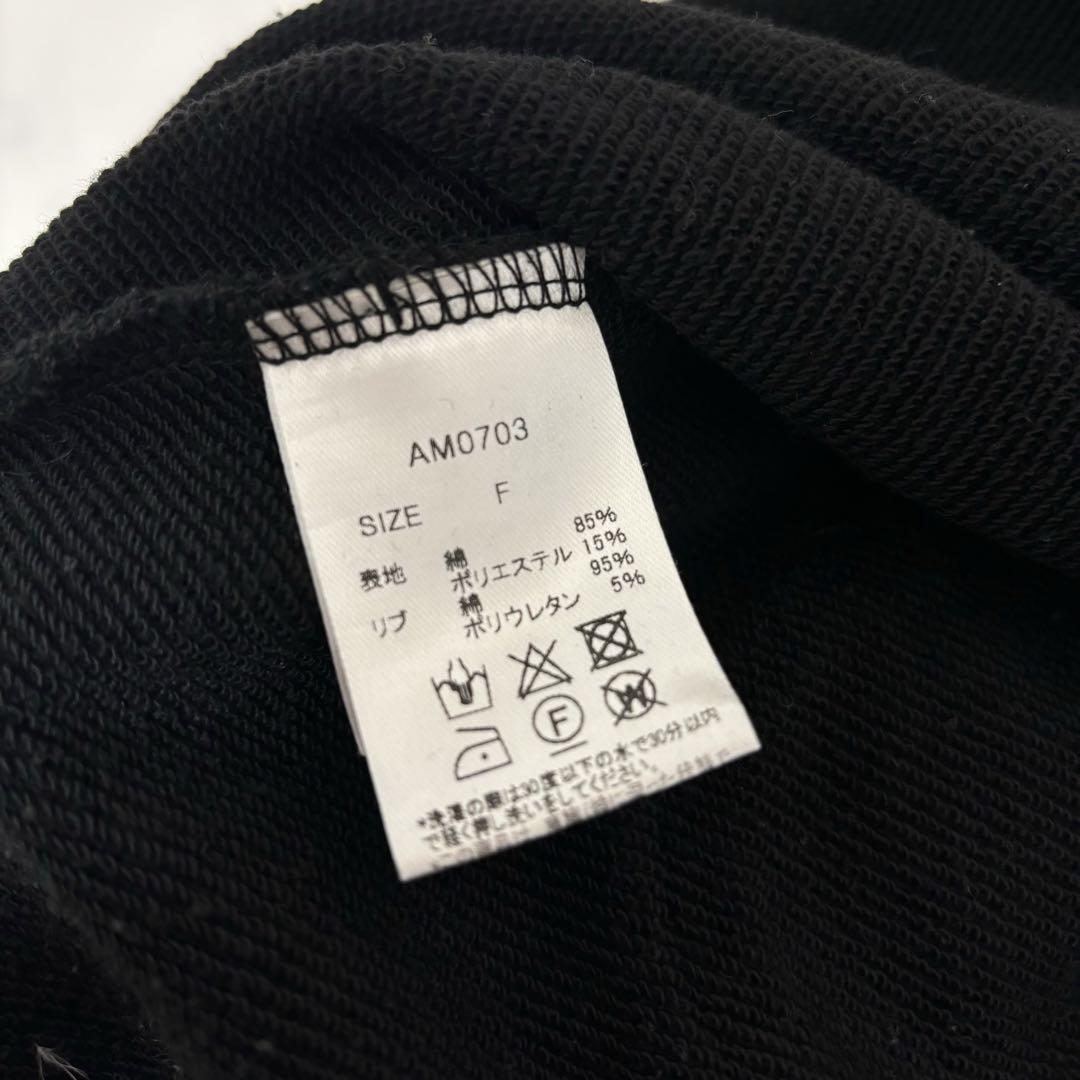 AM0703
SIZE F
表地 綿 85%
ポリエステル 15%
リブ 綿 95%
ポリウレタン 5%
F
W
*洗濯の際は30度以下の水で30分以内
で軽く押し洗いをしてください。